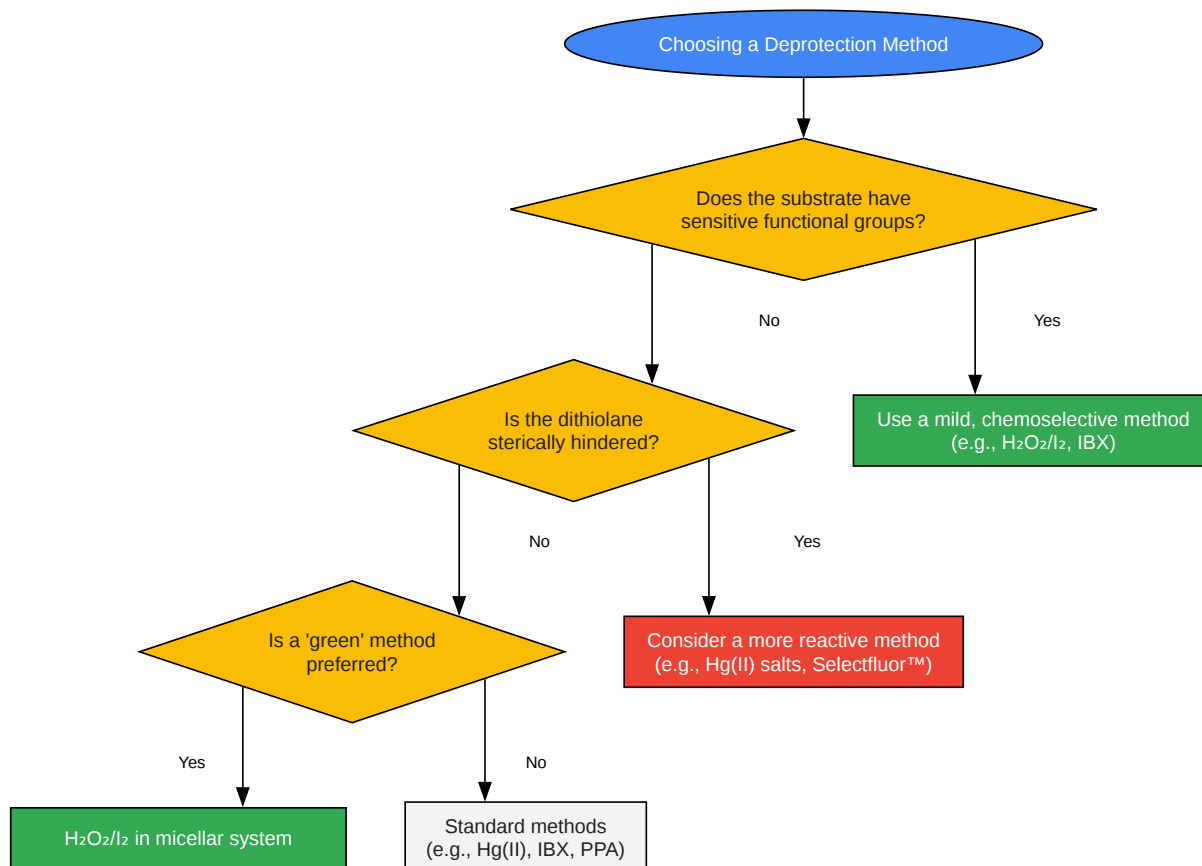 Choosing a Deprotection Method
Does the substrate have
sensitive functional groups?
No
Yes
Is the dithiolane
sterically hindered?
Use a mild, chemoselective method
(e.g., H₂O₂/I₂, IBX)
No
Yes
Is a 'green' method
preferred?
Consider a more reactive method
(e.g., Hg(II) salts, Selectfluor™)
Yes
No
H₂O₂/I₂ in micellar system
Standard methods
(e.g., Hg(II), IBX, PPA)